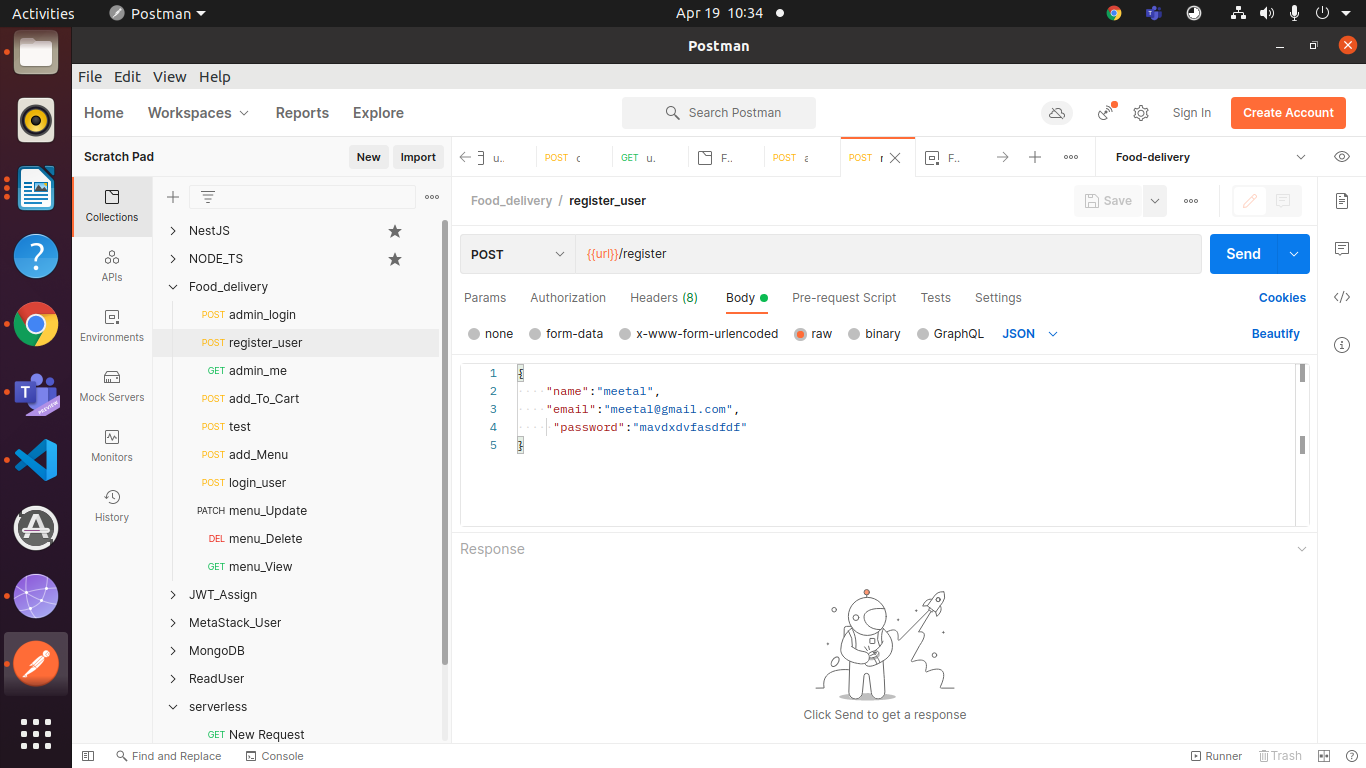 Activities Postman Apr 19 10:34
Postman
File Edit View Help
Home Workspaces Reports Explore Search Postman Sign In Create Account
Scratch Pad New Import
u.. POST GET u. F.. POST POST F.. Food-delivery
Collections
APIs
Environments
Mock Servers
Monitors
History
NestJS
NODE_TS
Food_delivery
POST admin_login
POST register_user
GET admin_me
POST add_To_Cart
POST test
POST add_Menu
POST login_user
PATCH menu_Update
DEL menu_Delete
GET menu_View
JWT_Assign
MetaStack_User
MongoDB
ReadUser
serverless
GET New Request
Food_delivery / register_user Save
POST {{url}}/register Send
Params Authorization Headers (8) Body Pre-request Script Tests Settings Cookies
none form-data x-www-form-urlencoded raw binary GraphQL JSON Beautify
1 {
2 "name":"meetal",
3 "email":"meetal@gmail.com",
4 "password":"mavdxdvfasdfdf"
5 }
Response
Click Send to get a response
Find and Replace Console Runner Trash
PREVIEW